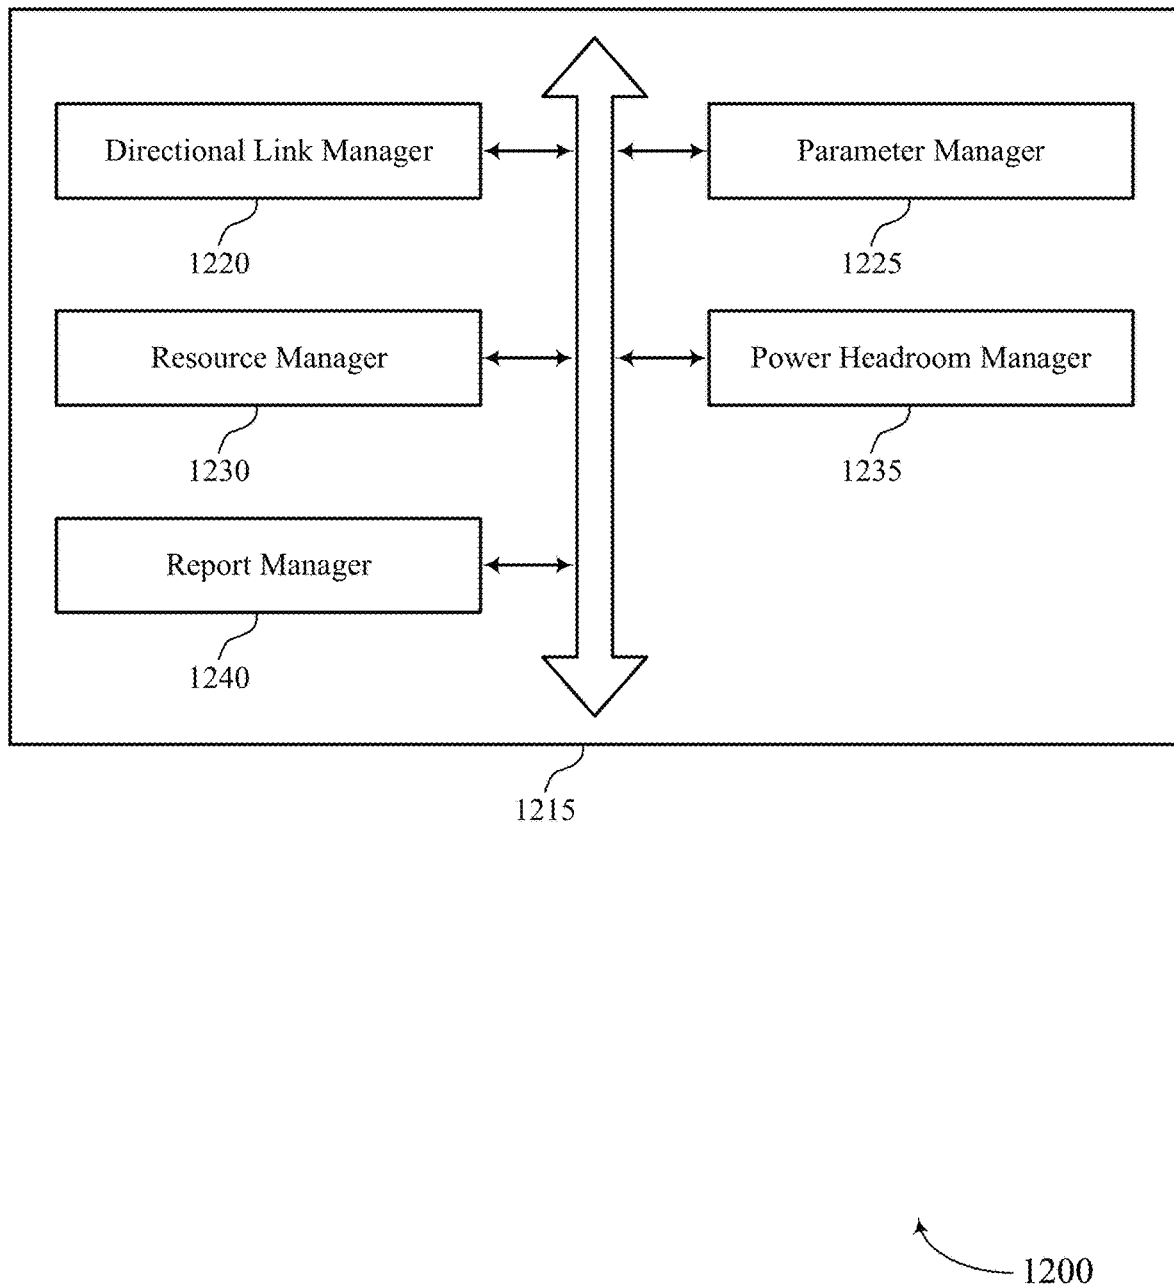 Directional Link Manager
Parameter Manager
1220
1225
Resource Manager
Power Headroom Manager
1230
1235
Report Manager
1240
1215
1200